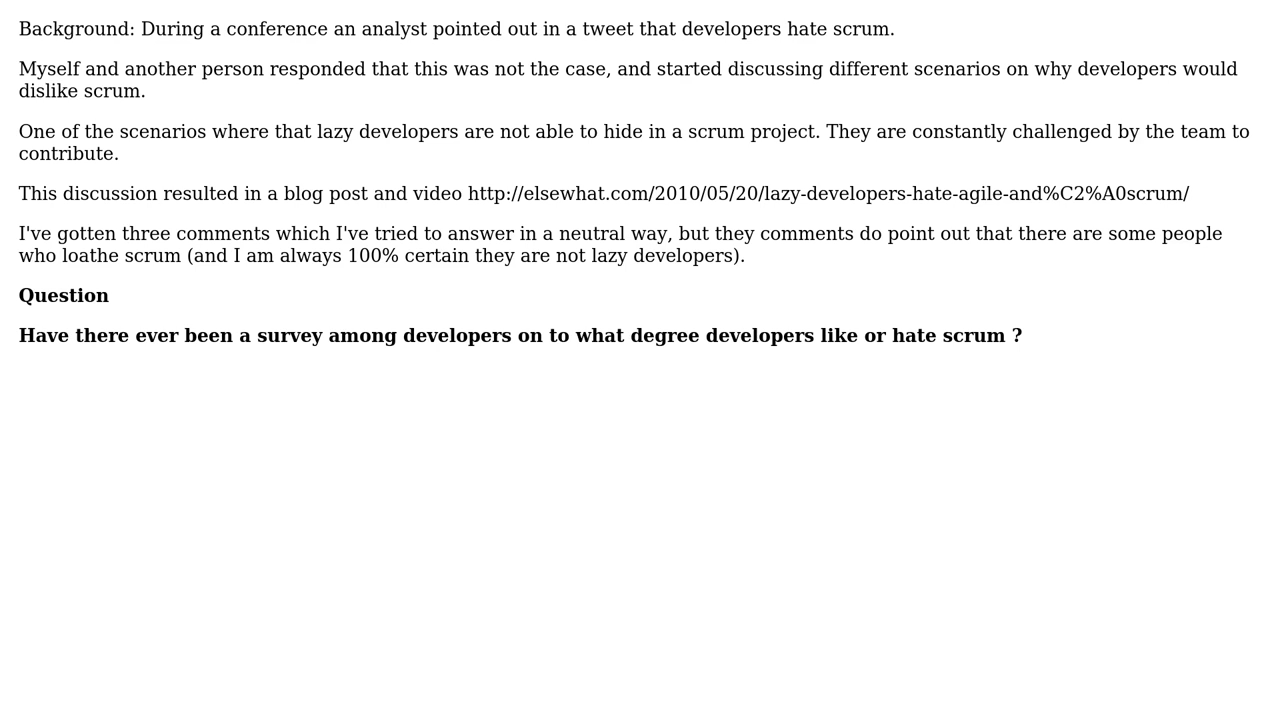 Background: During a conference an analyst pointed out in a tweet that developers hate scrum.
Myself and another person responded that this was not the case, and started discussing different scenarios on why developers would
dislike scrum.
One of the scenarios where that lazy developers are not able to hide in a scrum project. They are constantly challenged by the team to
contribute.
This discussion resulted in a blog post and video http://elsewhat.com/2010/05/20/lazy-developers-hate-agile-and%C2%A0scrum/
I've gotten three comments which I've tried to answer in a neutral way, but they comments do point out that there are some people
who loathe scrum (and I am always 100% certain they are not lazy developers).
Question
Have there ever been a survey among developers on to what degree developers like or hate scrum ?